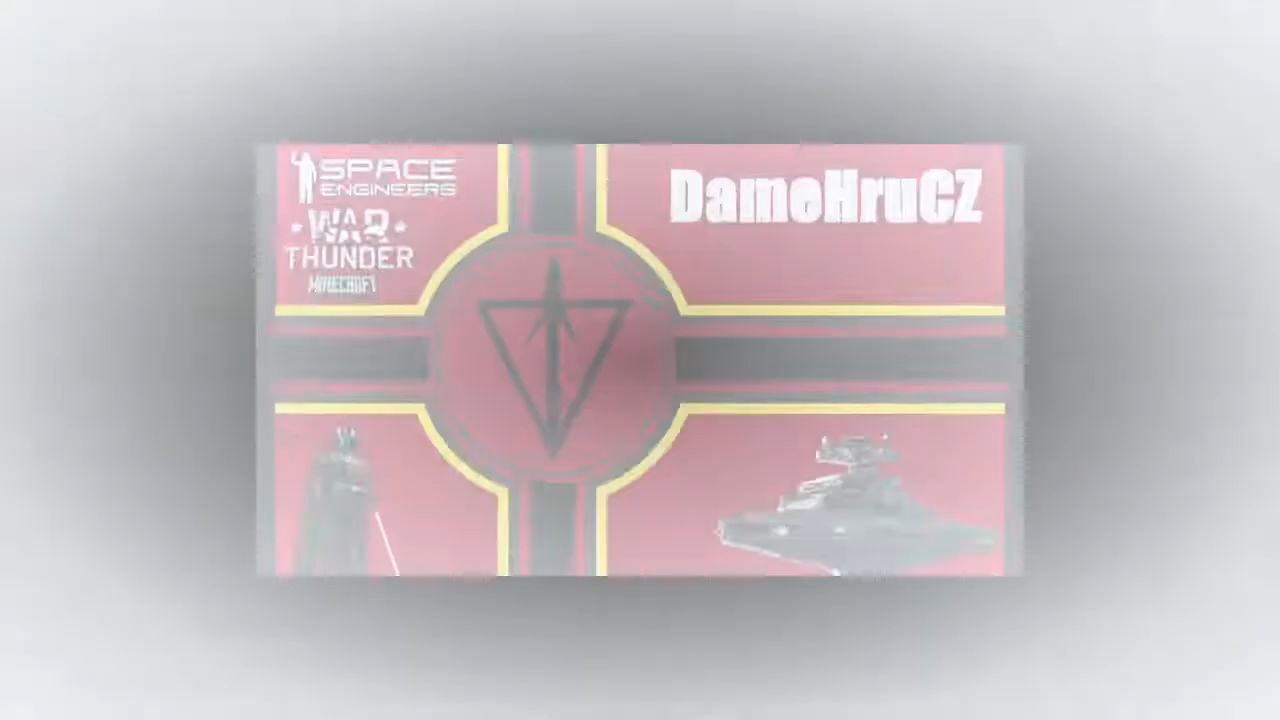 SPACE
ENGINEERS
WAR
THUNDER
MINECRAFT
DameHruCZ